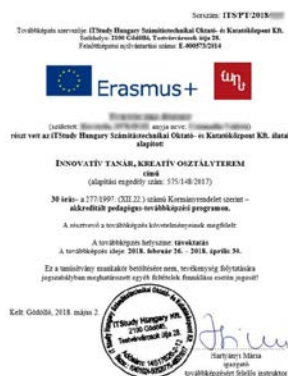 Sorszám: ITS/PT/2018/
Továbbképzés szervezője: iTStudy Hungary Számítástechnikai Oktató- és Kutatóközpont Kft.
Székhelye: 2100 Gödöllő, Testvérvárosok útja 28.
Felnőttképzési nyilvántartási száma: E-000573/2014
Erasmus+
(született: anyja neve:
részt vett az iTStudy Hungary Számítástechnikai Oktató- és Kutatóközpont Kft. által
alapított
INNOVATÍV TANÁR, KREATÍV OSZTÁLYTEREM
című
(alapítási engedély szám: 575/148/2017)
30 órás- a 277/1997. (XII.22.) számú Kormányrendelet szerint –
akkreditált pedagógus-továbbképzési programon.
A résztvevő a továbbképzés követelményeinek megfelelt
A továbbképzés helyszíne: távoktatás
A továbbképzés ideje: 2018. február 26. - 2018. április 30.
Ez a tanúsítvány munkakör betöltésére nem, tevékenység folytatására
jogszabályban meghatározott egyéb feltételek fennállása esetén jogosít!
Kelt: Gödöllő, 2018. május 2.
iTStudy Hungary Kft.
2100 Gödöllő,
Testvérvárosok útja 28.
Hartyányi Mária
igazgató
továbbképzésért felelős instruktor